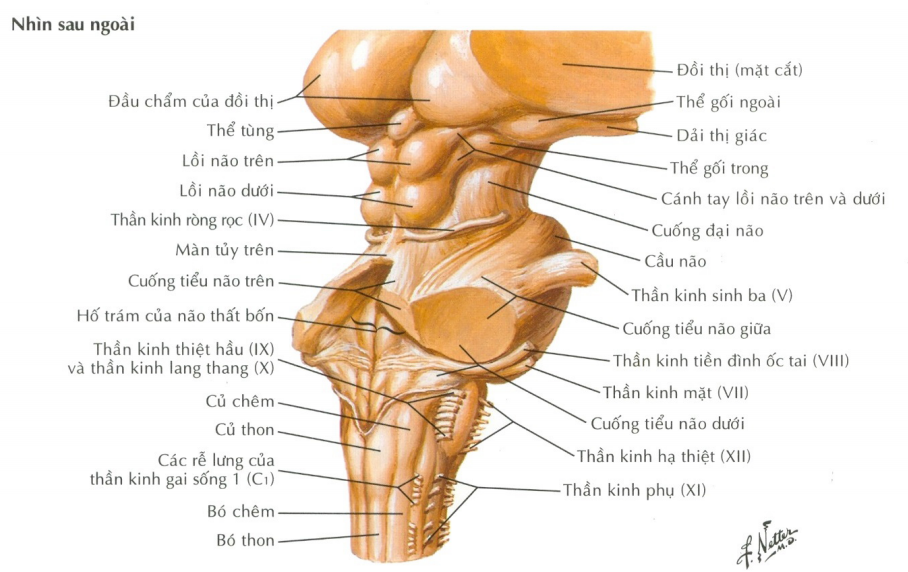 Nhìn sau ngoài
Đầu chẩm của đồi thị
Thể tùng
Lồi não trên
Lồi não dưới
Thần kinh ròng rọc (IV)
Màn tủy trên
Cuống tiểu não trên
Hố trám của não thất bốn
Thần kinh thiệt hầu (IX)
và thần kinh lang thang (X)
Củ chêm
Củ thon
Các rễ lưng của
thần kinh gai sống 1 (C1)
Bó chêm
Bó thon
Đồi thị (mặt cắt)
Thể gối ngoài
Dải thị giác
Thể gối trong
Cánh tay lồi não trên và dưới
Cuống đại não
Cầu não
Thần kinh sinh ba (V)
Cuống tiểu não giữa
Thần kinh tiền đình ốc tai (VIII)
Thần kinh mặt (VII)
Cuống tiểu não dưới
Thần kinh hạ thiệt (XII)
Thần kinh phụ (XI)
F. Netter
M.D.